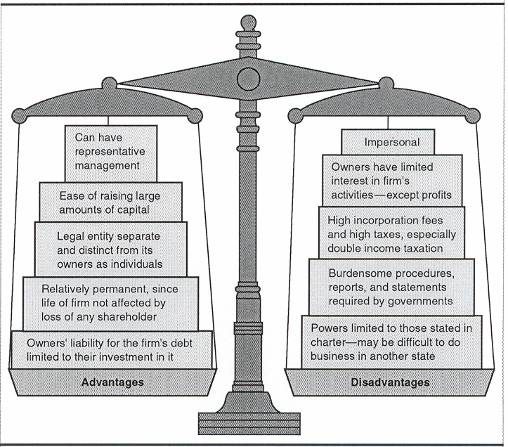 Can have
representative
management
Ease of raising large
amounts of capital
Legal entity separate
and distinct from its
owners as individuals
Relatively permanent, since
life of firm not affected by
loss of any shareholder
Owners' liability for the firm's debt
limited to their investment in it
Advantages
Impersonal
Owners have limited
interest in firm's
activities—except profits
High incorporation fees
and high taxes, especially
double income taxation
Burdensome procedures,
reports, and statements
required by governments
Powers limited to those stated in
charter—may be difficult to do
business in another state
Disadvantages